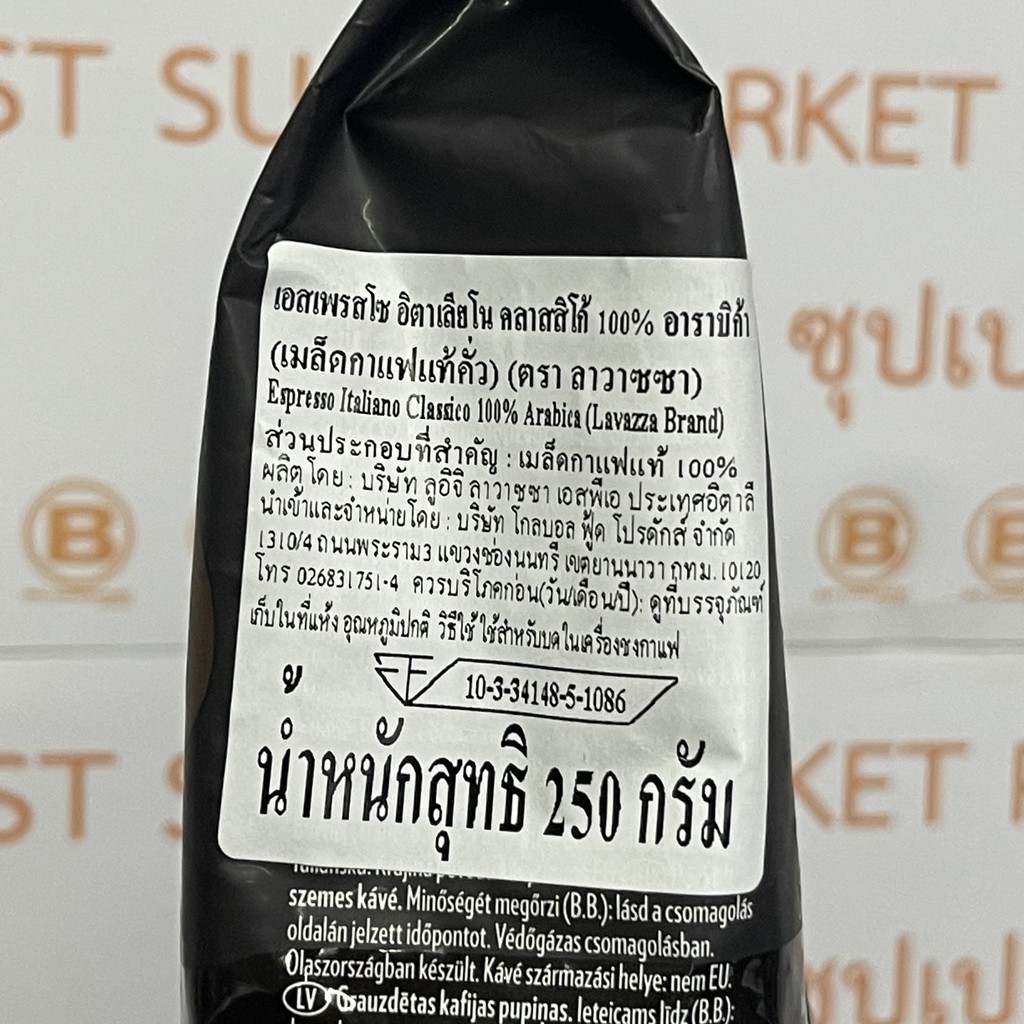 ST SU RKET
ซุปเป
B B B
เอสเพรสโซ อิตาเลียโน คลาสสิโก้ 100% อาราบิก้า
(เมล็ดกาแฟแท้คั่ว) (ตรา ลาวาซซา)
Espresso Italiano Classico 100% Arabica (Lavazza Brand)
ส่วนประกอบที่สำคัญ : เมล็ดกาแฟแท้ 100%
ผลิต โดย : บริษัท ลูอิจิ ลาวาซซา เอสพีเอ ประเทศอิตาลี
นำเข้าและจำหน่ายโดย : บริษัท โกลบอล ฟู้ด โปรดักส์ จำกัด
1310/4 ถนนพระราม3 แขวงช่องนนทรี เขตยานนาวา กทม. 10120
โทร 026831751-4 ควรบริโภคก่อน(วัน/เดือน/ปี): ดูที่บรรจุภัณฑ์
เก็บในที่แห้ง อุณหภูมิปกติ วิธีใช้ ใช้สำหรับบดในเครื่องชงกาแฟ
10-3-34148-5-1086
น้ำหนักสุทธิ 250 กรัม
ST S KET
szemes kávé. Minőségét megőrzi (B.B.): lásd a csomagolás
oldalán jelzett időpontot. Védőgázas csomagolásban.
Olaszországban készült. Kávé származási helye: nem EU.
LV Grauzdētas kafijas pupiņas. Ieteicams līdz (B.B.):
ซุปเป